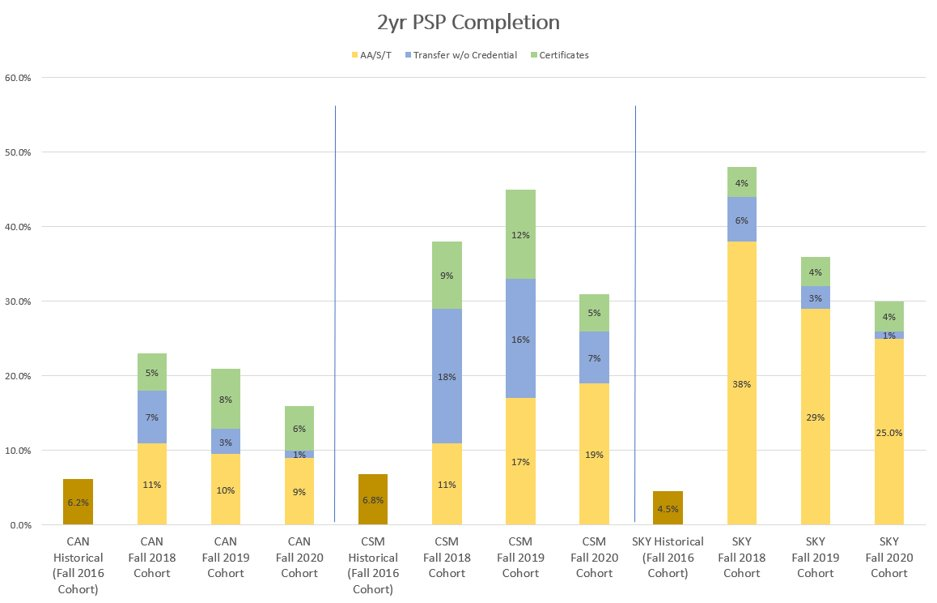 2yr PSP Completion
AA/S/T Transfer w/o Credential Certificates
60.0%
50.0%
40.0%
30.0%
20.0%
10.0%
0.0%
6.2%
5%
7%
11%
8%
3%
10%
6%
1%
9%
6.8%
9%
18%
11%
12%
16%
17%
5%
7%
19%
4.5%
4%
6%
38%
4%
3%
29%
4%
1%
25.0%
CAN
Historical
(Fall 2016
Cohort)
CAN
Fall 2018
Cohort
CAN
Fall 2019
Cohort
CAN
Fall 2020
Cohort
CSM
Historical
(Fall 2016
Cohort)
CSM
Fall 2018
Cohort
CSM
Fall 2019
Cohort
CSM
Fall 2020
Cohort
SKY Historical
(Fall 2016
Cohort)
SKY
Fall 2018
Cohort
SKY
Fall 2019
Cohort
SKY
Fall 2020
Cohort